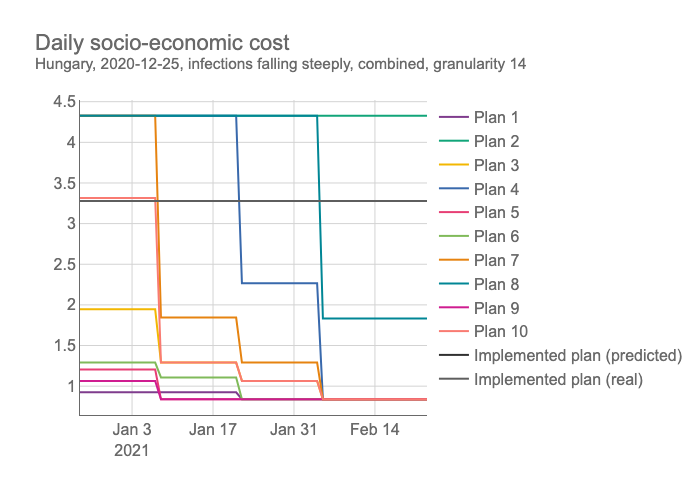 Daily socio-economic cost
Hungary, 2020-12-25, infections falling steeply, combined, granularity 14
4.5
4
3.5
3
2.5
2
1.5
1
Jan 3
2021
Jan 17
Jan 31
Feb 14
Plan 1
Plan 2
Plan 3
Plan 4
Plan 5
Plan 6
Plan 7
Plan 8
Plan 9
Plan 10
Implemented plan (predicted)
Implemented plan (real)